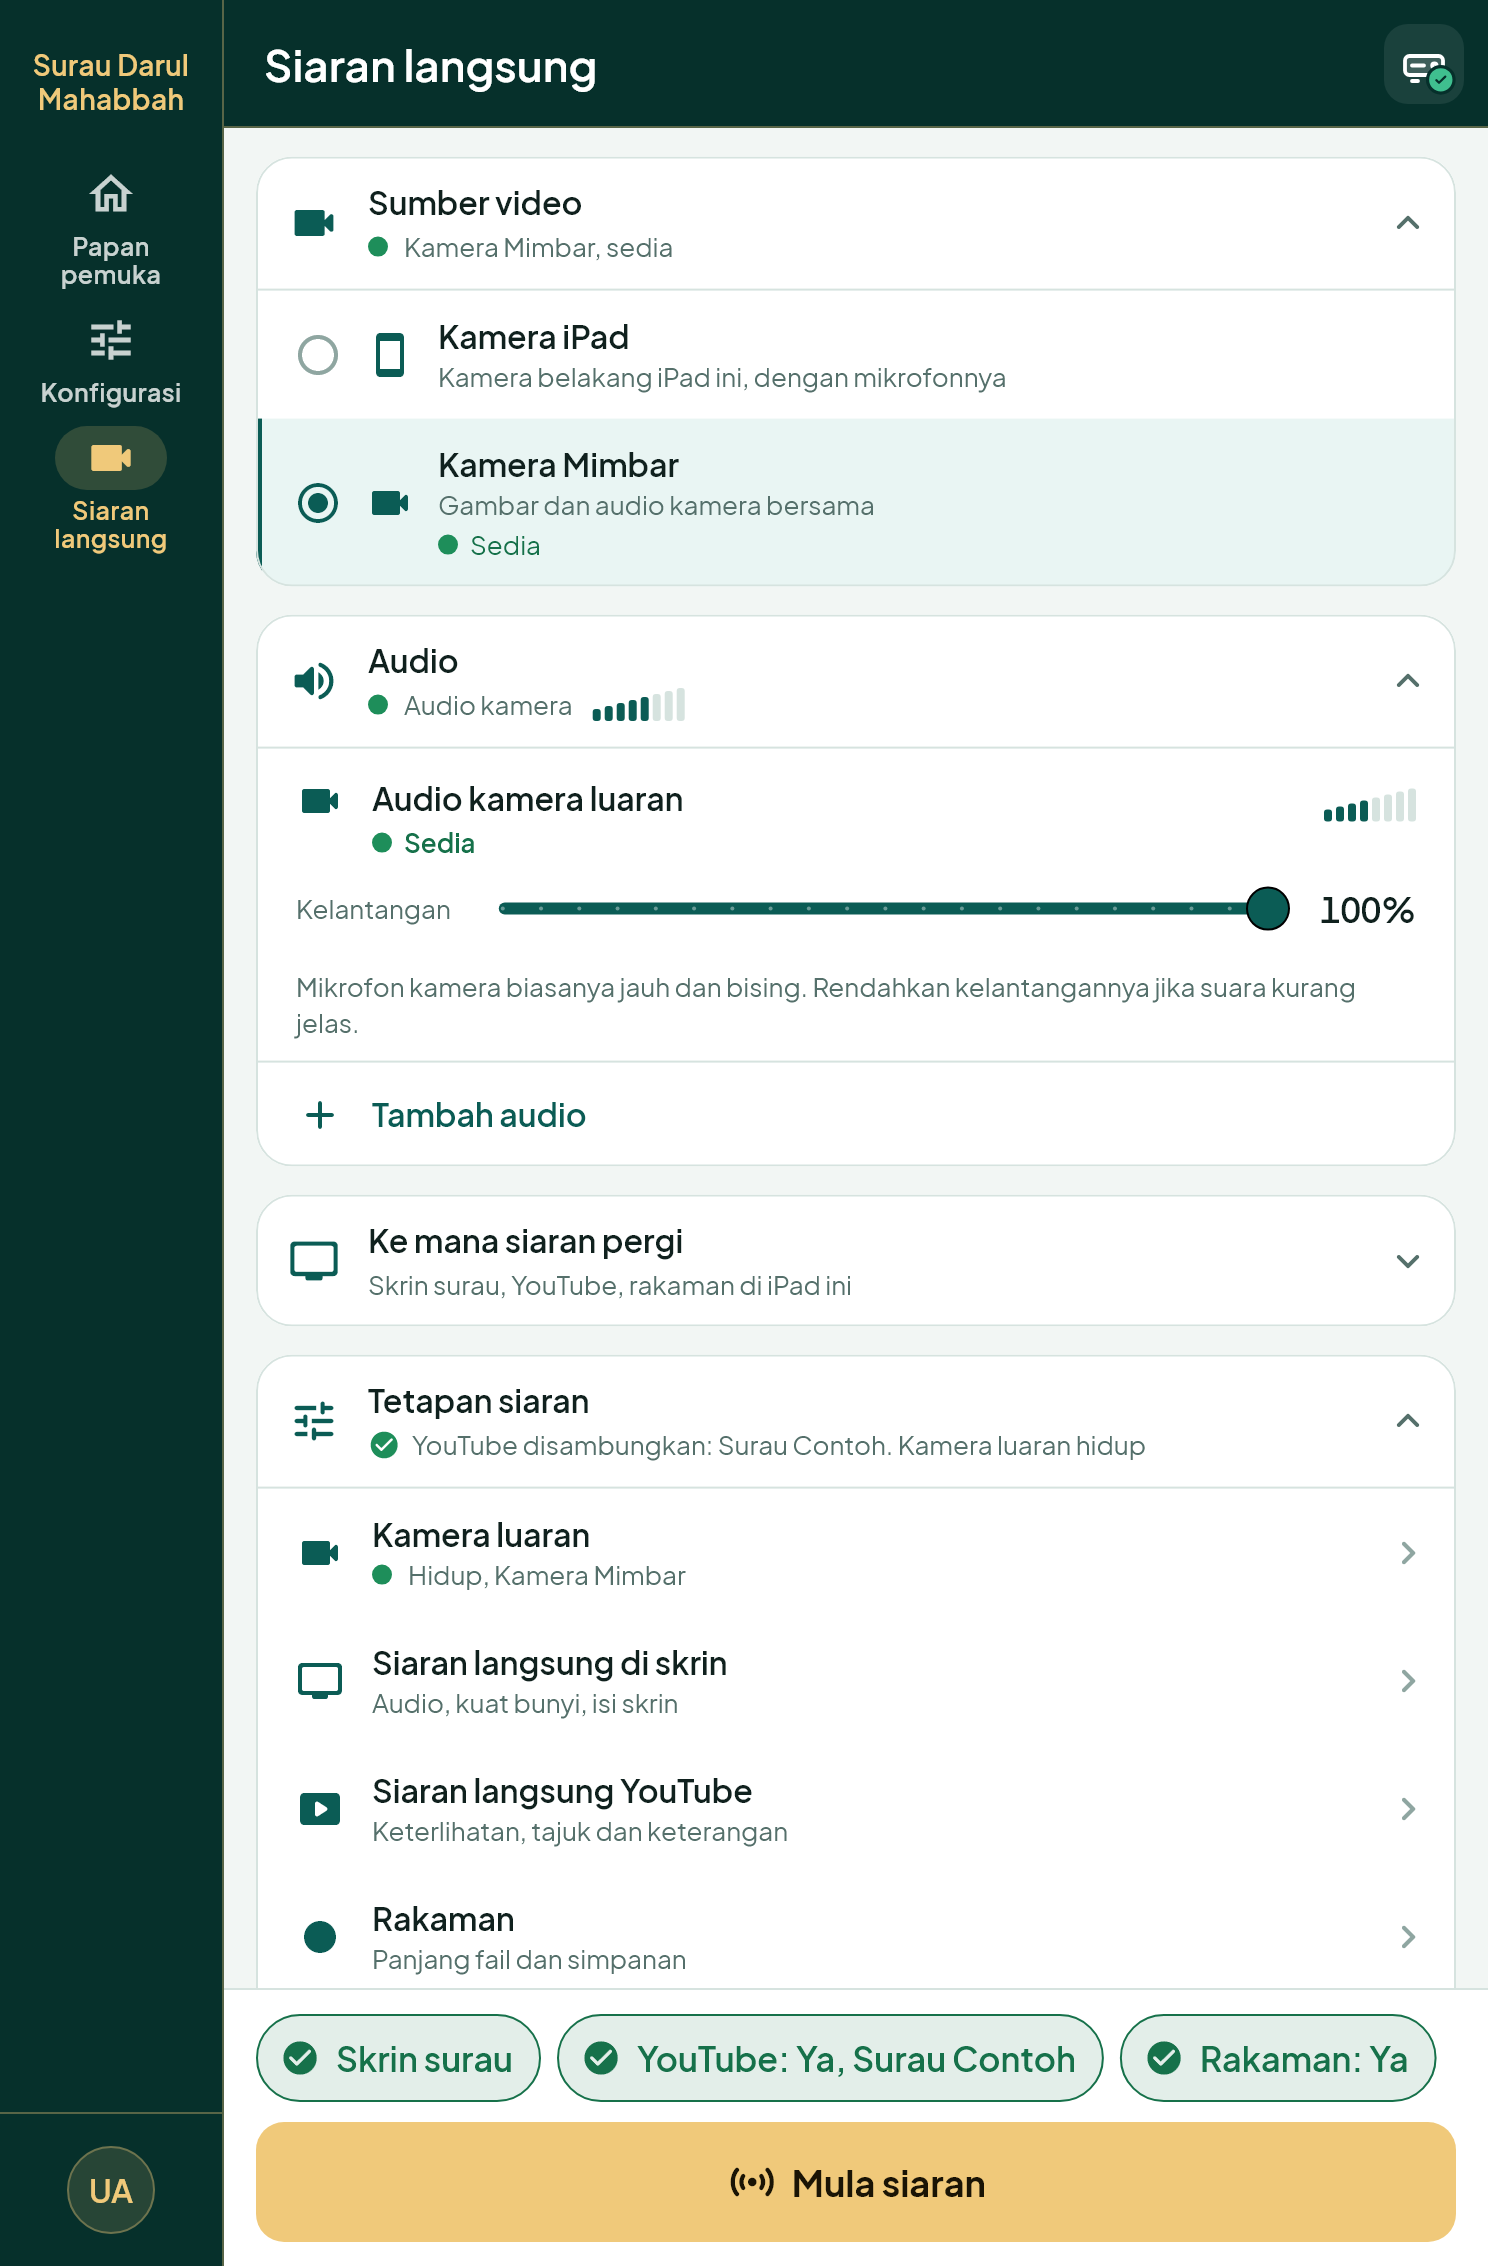 Surau Darul
Mahabbah
Papan
pemuka
Konfigurasi
Siaran
langsung
UA
Siaran langsung
Sumber video
Kamera Mimbar, sedia
Kamera iPad
Kamera belakang iPad ini, dengan mikrofonnya
Kamera Mimbar
Gambar dan audio kamera bersama
Sedia
Audio
Audio kamera
Audio kamera luaran
Sedia
Kelantangan
100%
Mikrofon kamera biasanya jauh dan bising. Rendahkan kelantangannya jika suara kurang
jelas.
Tambah audio
Ke mana siaran pergi
Skrin surau, YouTube, rakaman di iPad ini
Tetapan siaran
YouTube disambungkan: Surau Contoh. Kamera luaran hidup
Kamera luaran
Hidup, Kamera Mimbar
Siaran langsung di skrin
Audio, kuat bunyi, isi skrin
Siaran langsung YouTube
Keterlihatan, tajuk dan keterangan
Rakaman
Panjang fail dan simpanan
Skrin surau
YouTube: Ya, Surau Contoh
Rakaman: Ya
Mula siaran